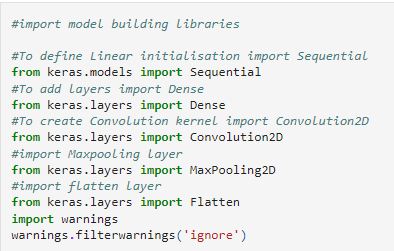 #import model building libraries
#To define Linear initialisation import Sequential
from keras.models import Sequential
#To add layers import Dense
from keras.layers import Dense
#To create Convolution kernel import Convolution2D
from keras.layers import Convolution2D
#import Maxpooling layer
from keras.layers import MaxPooling2D
#import flatten layer
from keras.layers import Flatten
import warnings
warnings.filterwarnings('ignore')